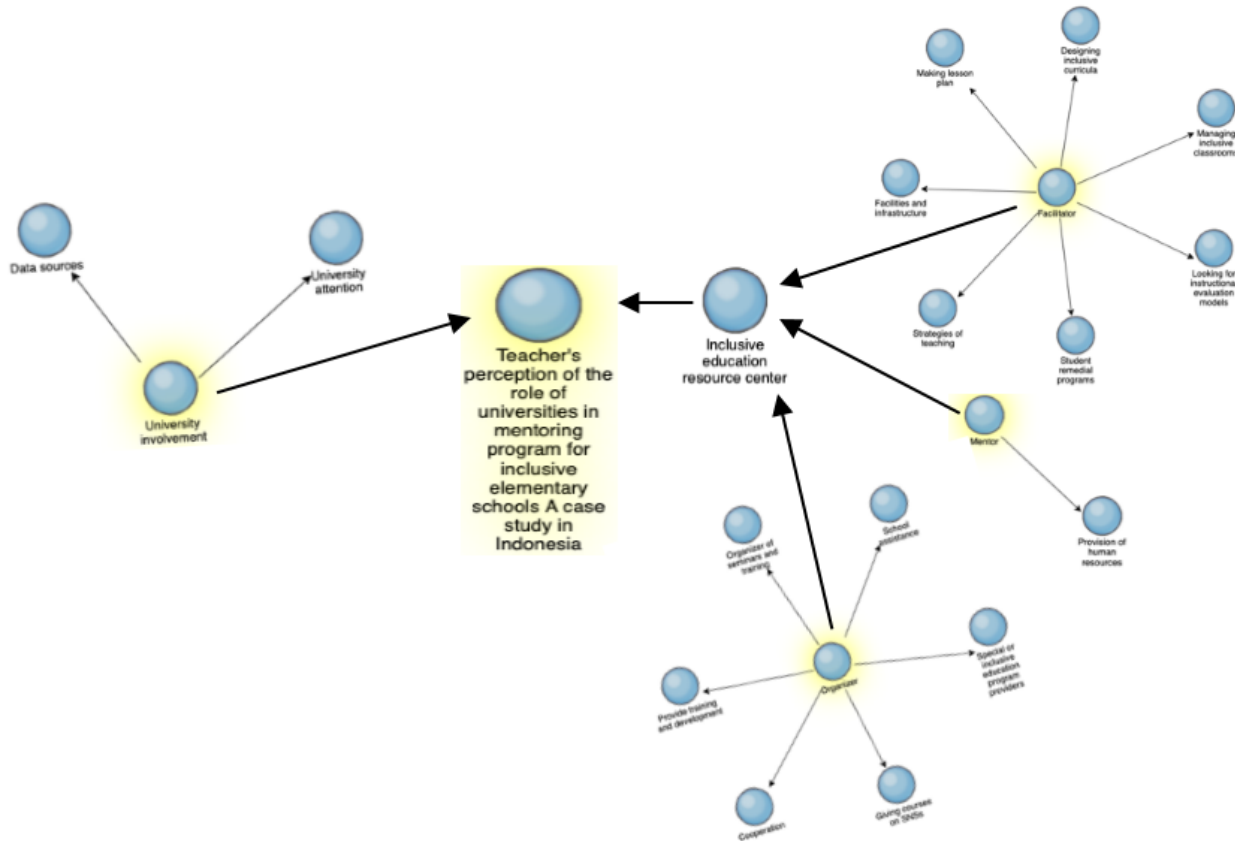 Data sources
University
attention
University
involvement
Teacher's
perception of the
role of
universities in
mentoring
program for
inclusive
elementary
schools A case
study in
Indonesia
Inclusive
education
resource center
Making lesson
plan
Designing
inclusive
curricula
Managing
inclusive
classrooms
Facilities and
infrastructure
Facilitator
Looking for
instructional
evaluation
models
Strategies of
teaching
Student
remedial
programs
Mentor
Provision of
human
resources
Organizer of
seminars and
training
School
assistance
Special or
inclusive
education
program
providers
Organizer
Provide training
and development
Cooperation
Giving courses
on SNSs